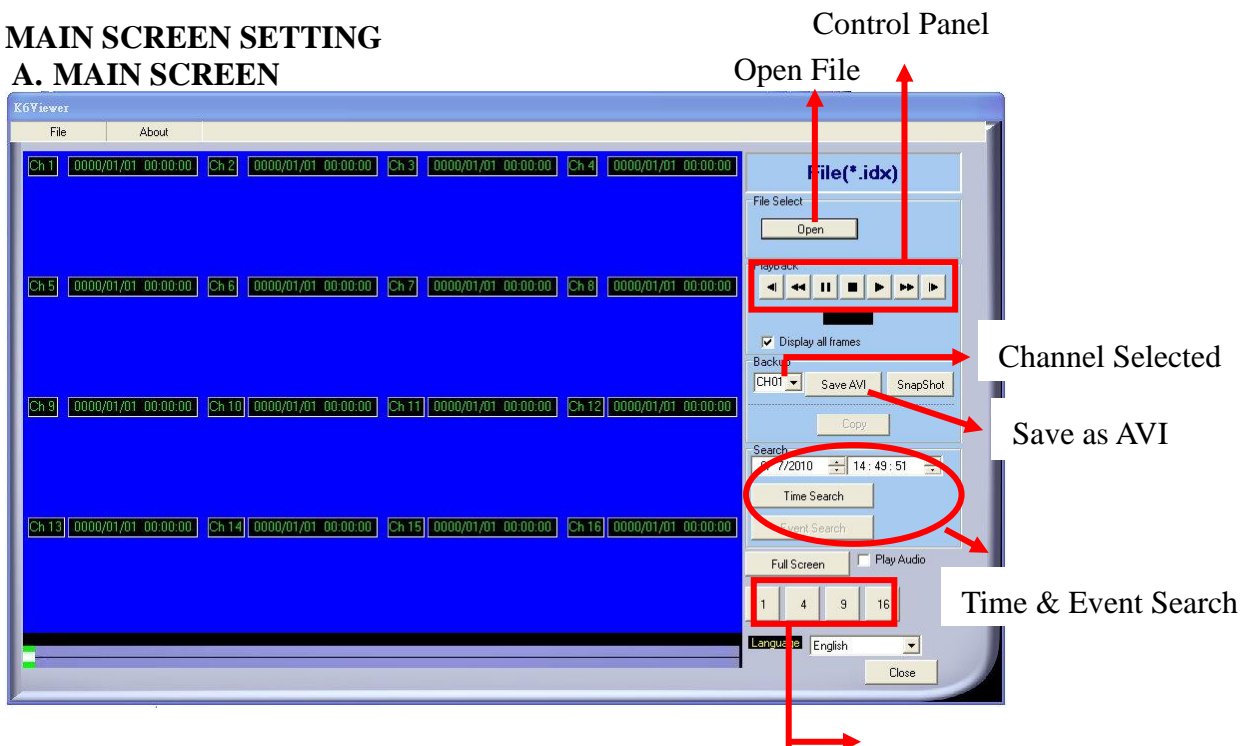 Control Panel
MAIN SCREEN SETTING
A. MAIN SCREEN
Open File
K6Viewer
File About
Ch 1 0000/01/01 00:00:00 Ch 2 0000/01/01 00:00:00 Ch 3 0000/01/01 00:00:00 Ch 4 0000/01/01 00:00:00
File(*.idx)
File Select
Open
Ch 5 0000/01/01 00:00:00 Ch 6 0000/01/01 00:00:00 Ch 7 0000/01/01 00:00:00 Ch 8 0000/01/01 00:00:00
Playback
Display all frames
Channel Selected
Backup
CH01 Save AVI SnapShot
Ch 9 0000/01/01 00:00:00 Ch 10 0000/01/01 00:00:00 Ch 11 0000/01/01 00:00:00 Ch 12 0000/01/01 00:00:00
Copy
Save as AVI
Search
7/2010 14 : 49 : 51
Time Search
Ch 13 0000/01/01 00:00:00 Ch 14 0000/01/01 00:00:00 Ch 15 0000/01/01 00:00:00 Ch 16 0000/01/01 00:00:00
Event Search
Full Screen Play Audio
Time & Event Search
1 4 9 16
Language English
Close